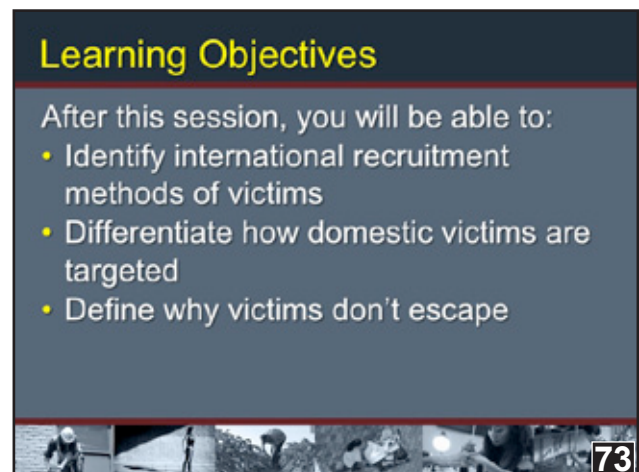 Learning Objectives
After this session, you will be able to:
• Identify international recruitment
methods of victims
• Differentiate how domestic victims are
targeted
• Define why victims don't escape
73